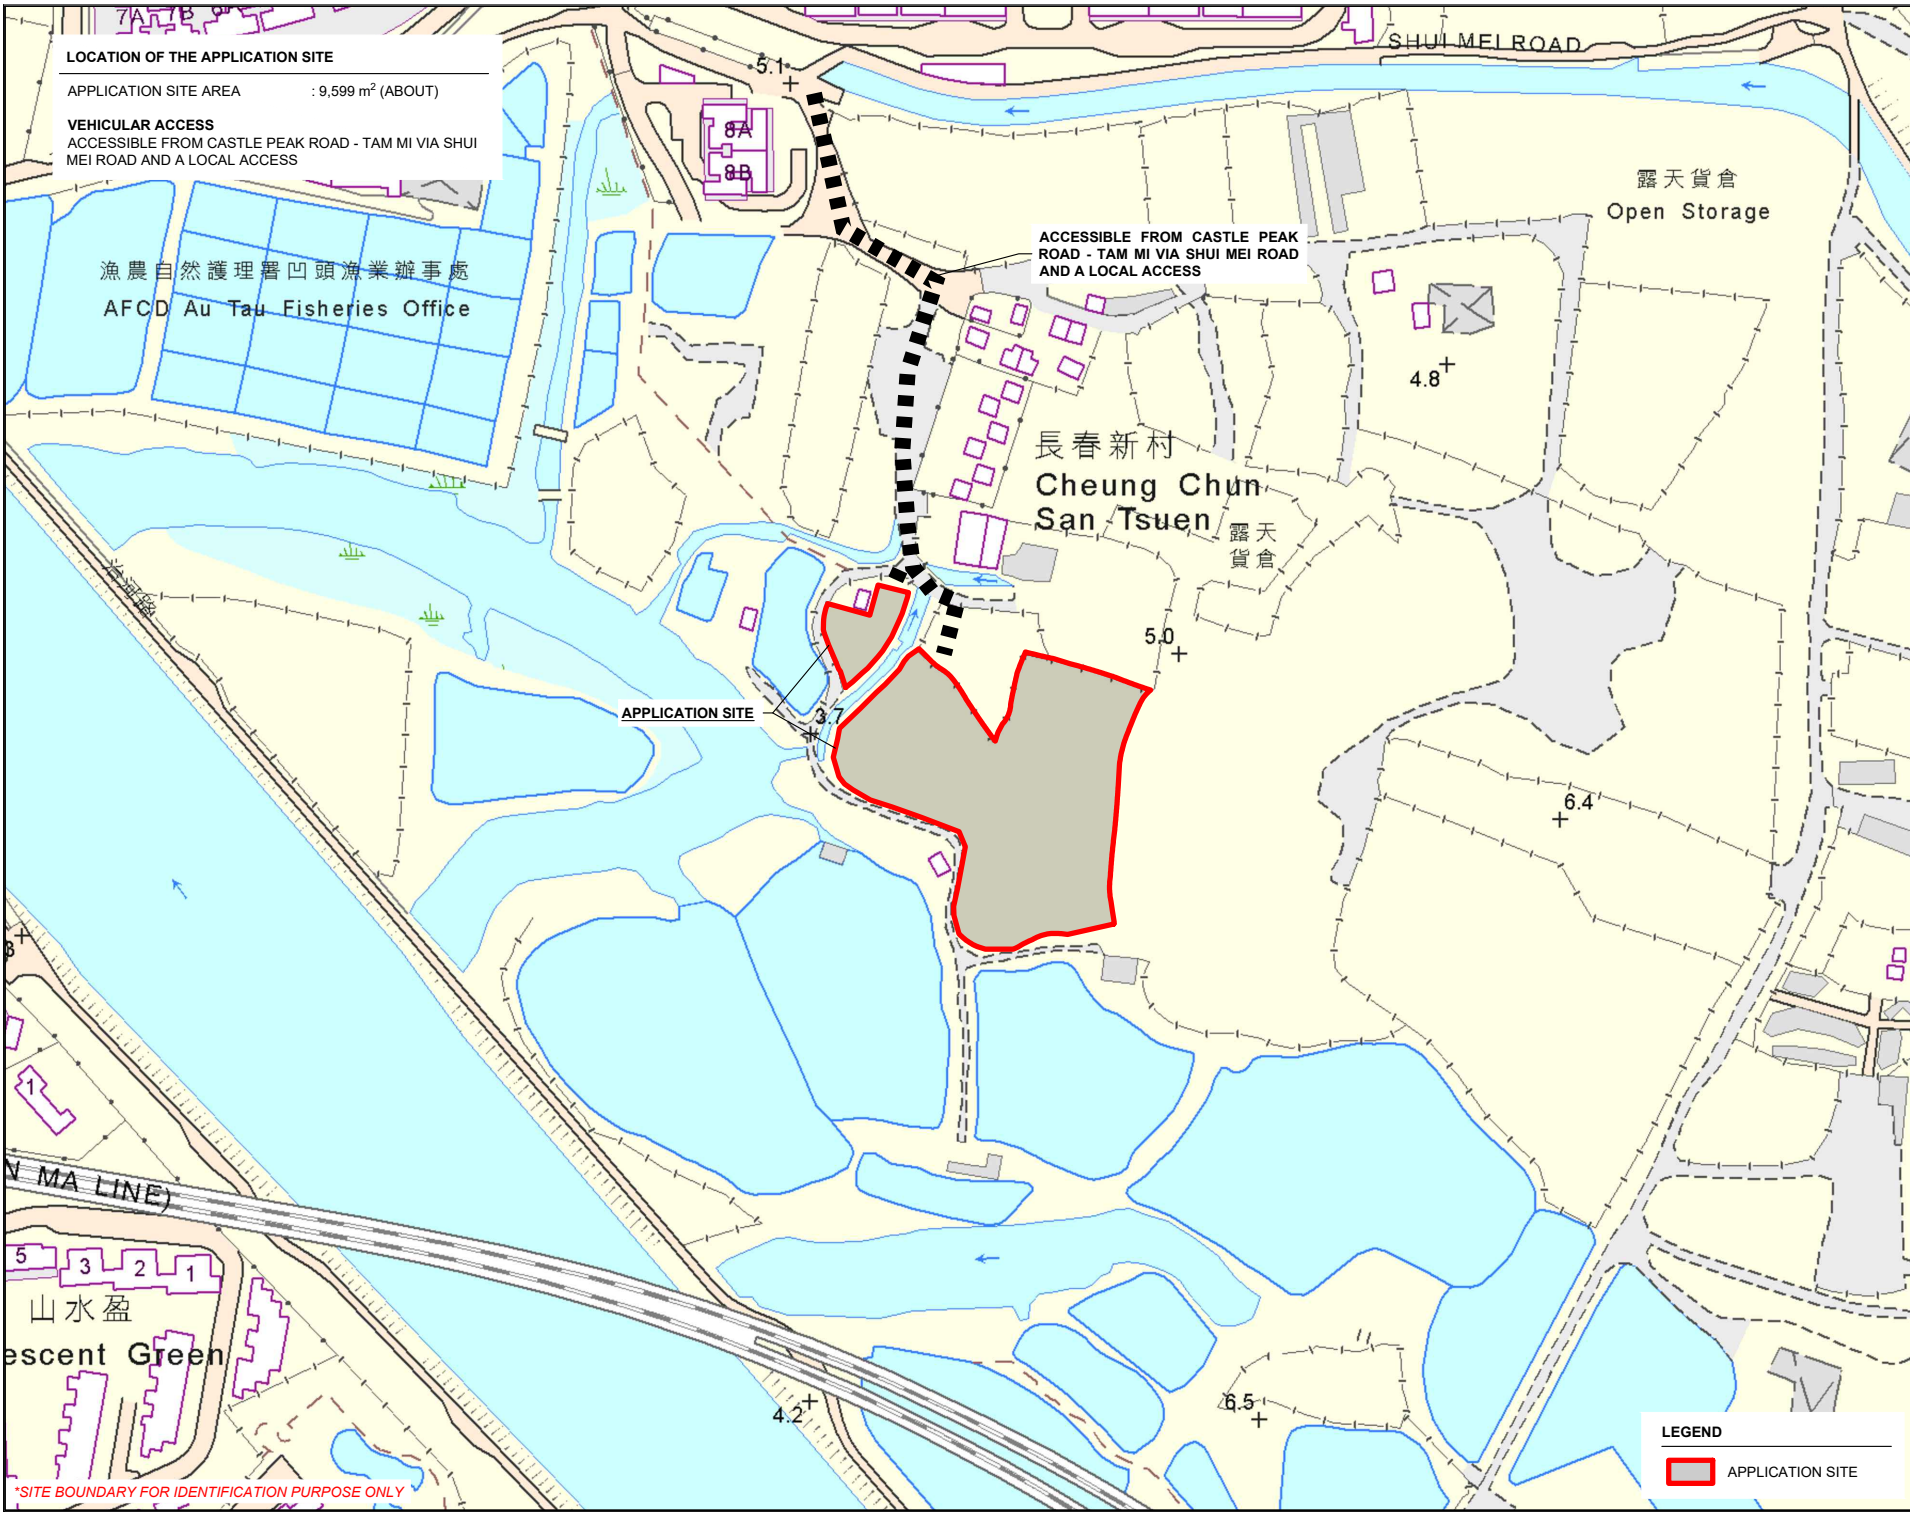 7A 7B
LOCATION OF THE APPLICATION SITE
APPLICATION SITE AREA : 9,599 m² (ABOUT)
VEHICULAR ACCESS
ACCESSIBLE FROM CASTLE PEAK ROAD - TAM MI VIA SHUI
MEI ROAD AND A LOCAL ACCESS
SHUI MEI ROAD
5.1
8A
8B
露天貨倉
Open Storage
ACCESSIBLE FROM CASTLE PEAK
ROAD - TAM MI VIA SHUI MEI ROAD
AND A LOCAL ACCESS
漁農自然護理署凹頭漁業辦事處
AFCD Au Tau Fisheries Office
4.8
長春新村
Cheung Chun
San Tsuen
露天
貨倉
5.0
APPLICATION SITE
3.7
6.4
3
1
N MA LINE)
5
3
2
1
山水盈
escent Green
4.2
6.5
LEGEND
APPLICATION SITE
*SITE BOUNDARY FOR IDENTIFICATION PURPOSE ONLY